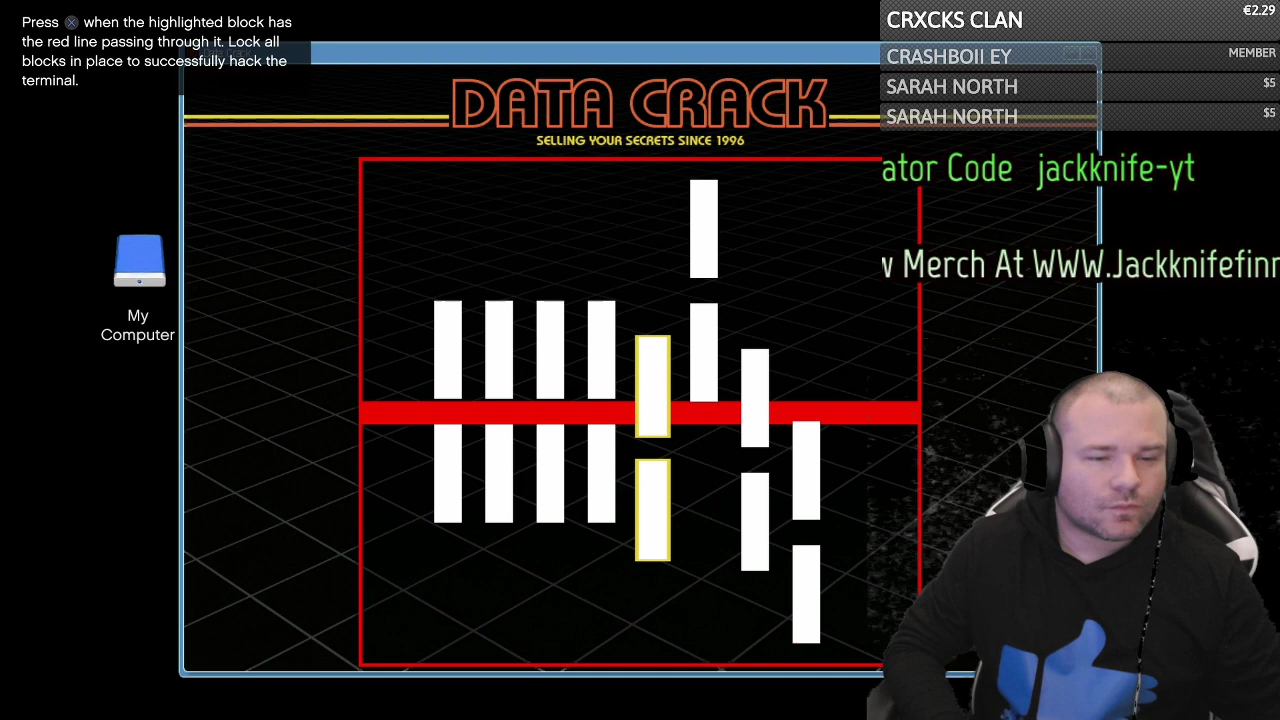 Press ⊗ when the highlighted block has
the red line passing through it. Lock all
blocks in place to successfully hack the
terminal.
CRXCKS CLAN €2.29
CRASHBOII EY MEMBER
SARAH NORTH $5
SARAH NORTH $5
DATA CRACK
SELLING YOUR SECRETS SINCE 1996
ator Code jackknife-yt
w Merch At WWW.Jackknifefinn
My
Computer